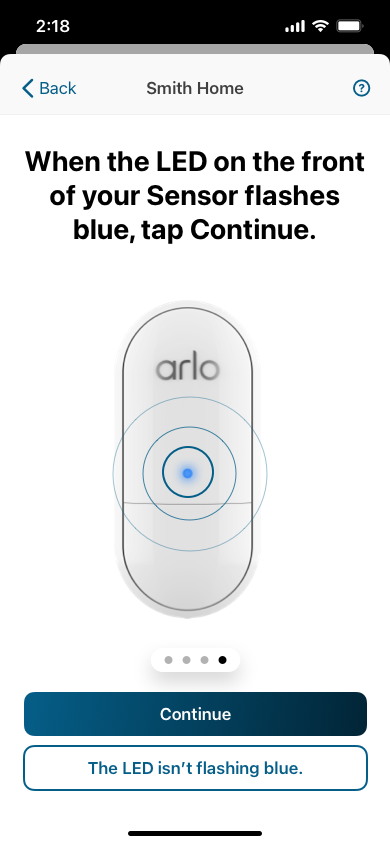 2:18
Back
Smith Home
?
When the LED on the front
of your Sensor flashes
blue, tap Continue.
arlo
Continue
The LED isn’t flashing blue.